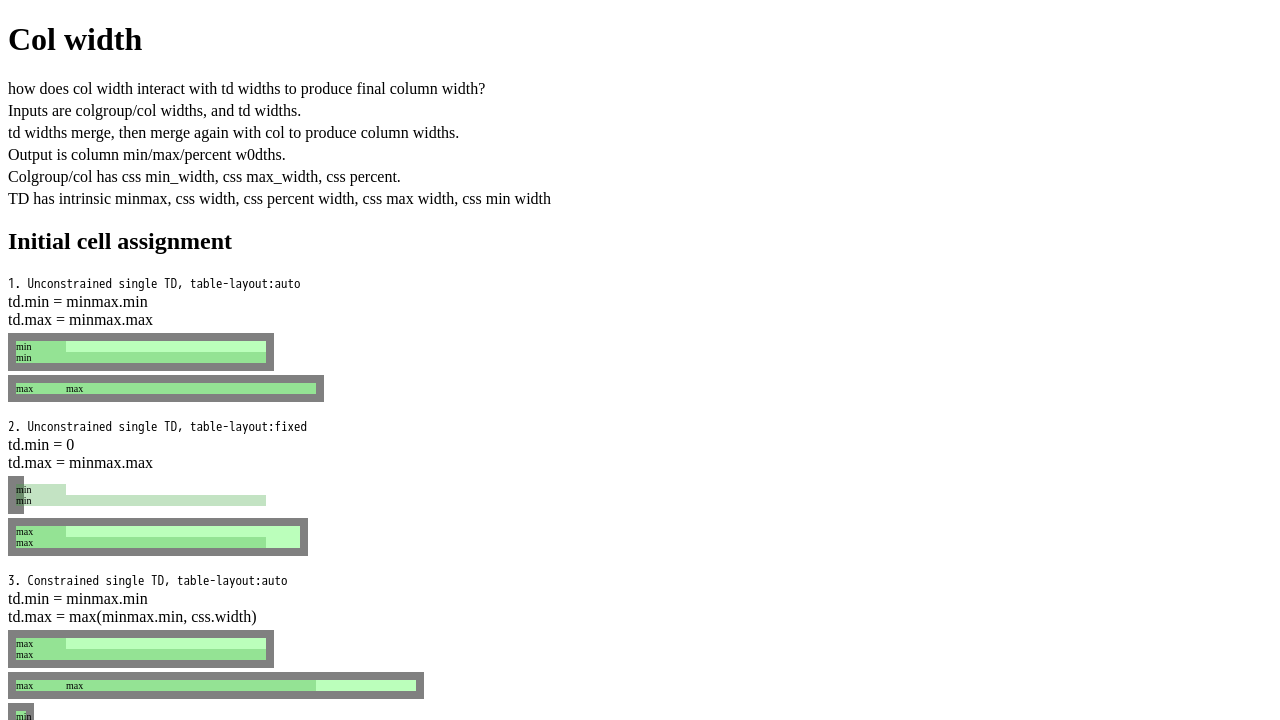 Col width
how does col width interact with td widths to produce final column width?
Inputs are colgroup/col widths, and td widths.
td widths merge, then merge again with col to produce column widths.
Output is column min/max/percent w0dths.
Colgroup/col has css min_width, css max_width, css percent.
TD has intrinsic minmax, css width, css percent width, css max width, css min width
Initial cell assignment
1. Unconstrained single TD, table-layout:auto
td.min = minmax.min
td.max = minmax.max
min
min
max max
2. Unconstrained single TD, table-layout:fixed
td.min = 0
td.max = minmax.max
min
min
max
max
3. Constrained single TD, table-layout:auto
td.min = minmax.min
td.max = max(minmax.min, css.width)
max
max
max max
min